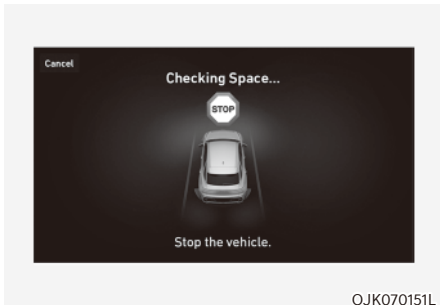 Cancel
Checking Space...
STOP
Stop the vehicle.
OJK070151L